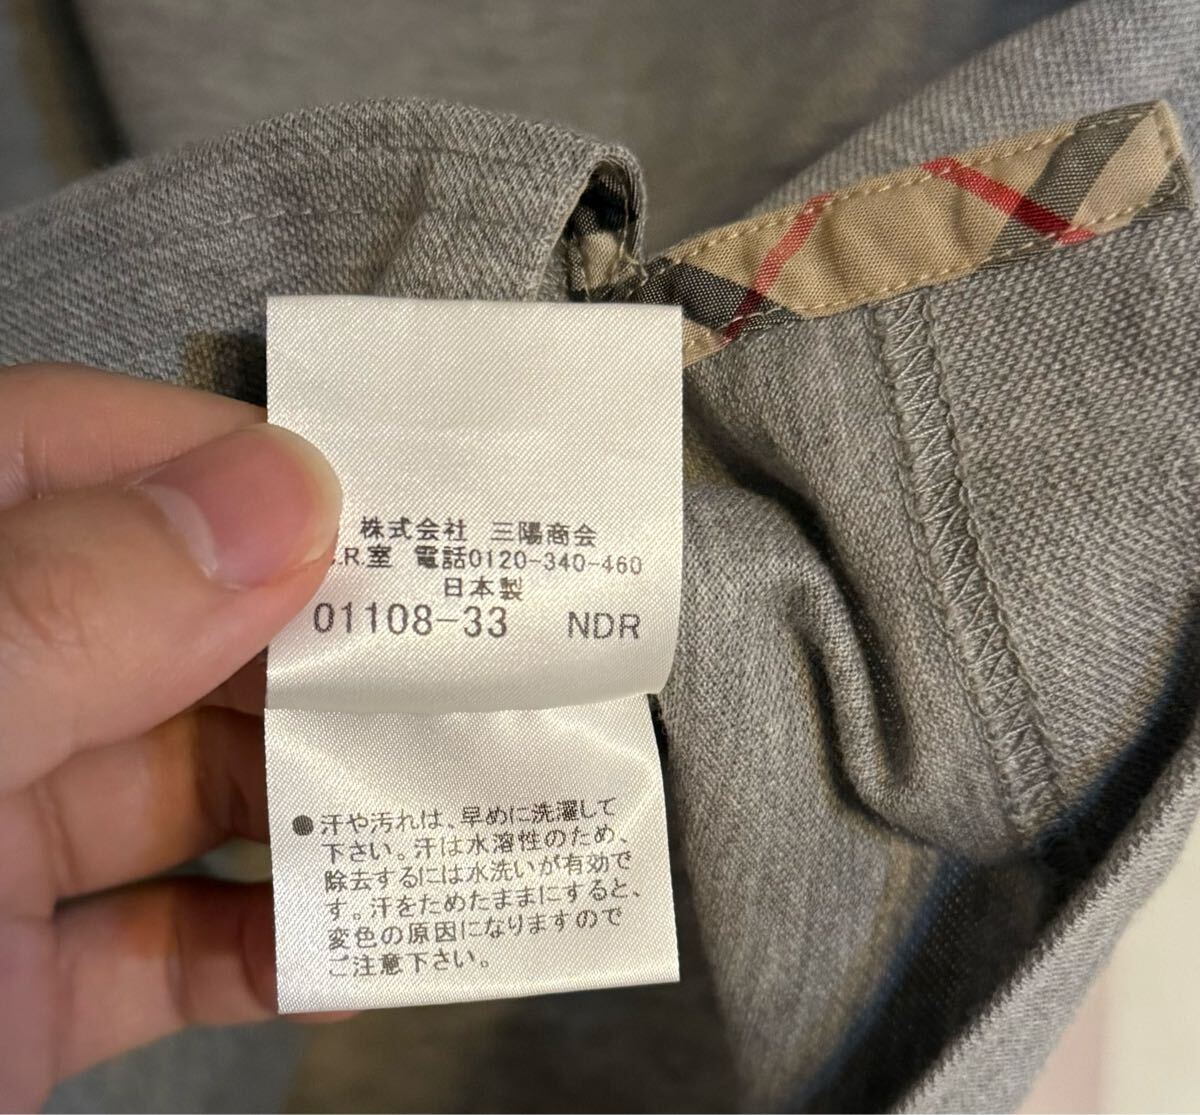 株式会社 三陽商会
.R.室 電話0120-340-460
日本製
01108-33 NDR
●汗や汚れは、早めに洗濯して
下さい。汗は水溶性のため、
除去するには水洗いが有効で
す。汗をためたままにすると、
変色の原因になりますので
ご注意下さい。